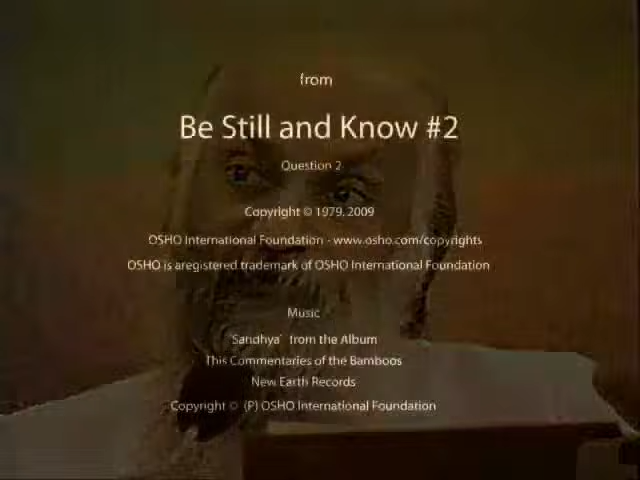 from
Be Still and Know #2
Question 2
Copyright © 1979, 2009
OSHO International Foundation - www.osho.com/copyrights
OSHO is aregistered trademark of OSHO International Foundation
Music
Sandhya` from the Album
This Commentaries of the Bamboos
New Earth Records
Copyright © (P) OSHO International Foundation